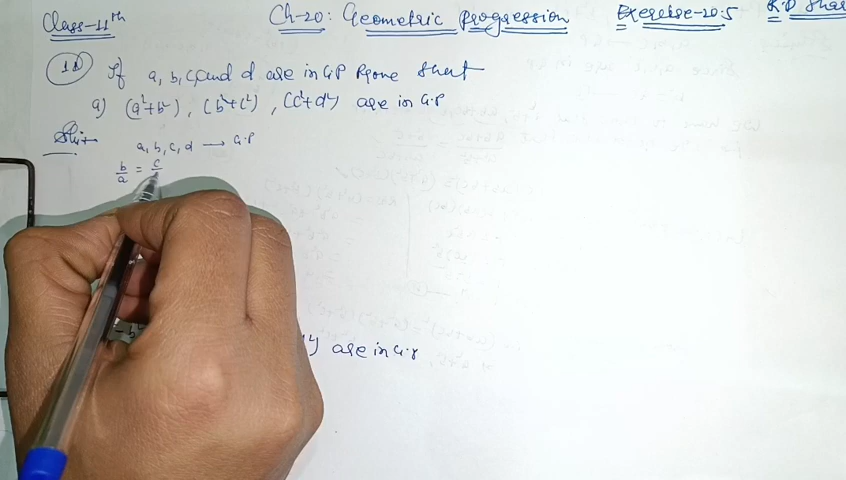 Class-11th Ch-20: Geometric Progression Exercise-20.5 R.D Shar
11 If a, b, c, and d are in G.P Prove that
a) (a²+b²), (b²+c²), (c²+d²) are in G.P
Sol:-
a, b, c, d → G.P
b/a = c/
are in G.P